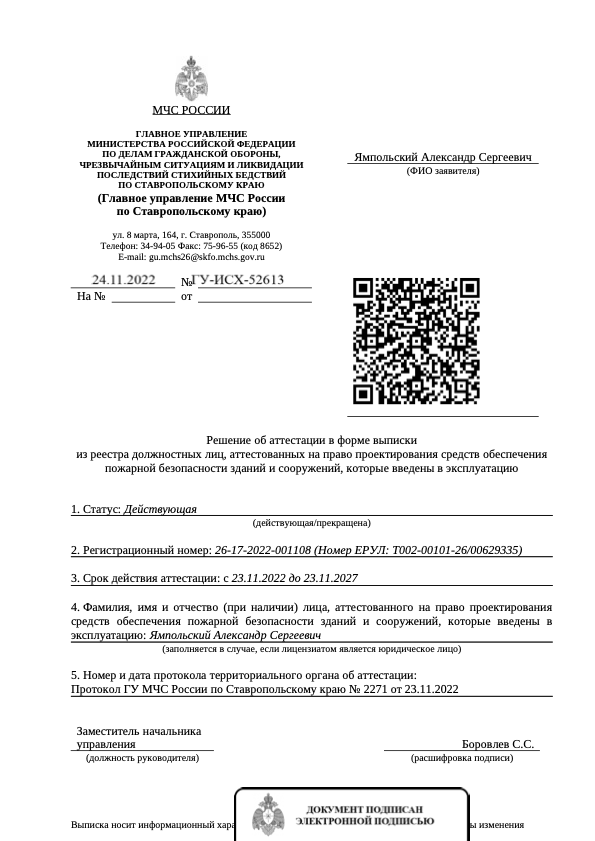 МЧС РОССИИ
ГЛАВНОЕ УПРАВЛЕНИЕ
МИНИСТЕРСТВА РОССИЙСКОЙ ФЕДЕРАЦИИ
ПО ДЕЛАМ ГРАЖДАНСКОЙ ОБОРОНЫ,
ЧРЕЗВЫЧАЙНЫМ СИТУАЦИЯМ И ЛИКВИДАЦИИ
ПОСЛЕДСТВИЙ СТИХИЙНЫХ БЕДСТВИЙ
ПО СТАВРОПОЛЬСКОМУ КРАЮ
(Главное управление МЧС России
по Ставропольскому краю)
ул. 8 марта, 164, г. Ставрополь, 355000
Телефон: 34-94-05 Факс: 75-96-55 (код 8652)
E-mail: gu.mchs26@skfo.mchs.gov.ru
24.11.2022 № ГУ-ИСХ-52613
На № от
Ямпольский Александр Сергеевич
(ФИО заявителя)
Решение об аттестации в форме выписки
из реестра должностных лиц, аттестованных на право проектирования средств обеспечения
пожарной безопасности зданий и сооружений, которые введены в эксплуатацию
1. Статус: Действующая
(действующая/прекращена)
2. Регистрационный номер: 26-17-2022-001108 (Номер ЕРУЛ: Т002-00101-26/00629335)
3. Срок действия аттестации: с 23.11.2022 до 23.11.2027
4. Фамилия, имя и отчество (при наличии) лица, аттестованного на право проектирования
средств обеспечения пожарной безопасности зданий и сооружений, которые введены в
эксплуатацию: Ямпольский Александр Сергеевич
(заполняется в случае, если лицензиатом является юридическое лицо)
5. Номер и дата протокола территориального органа об аттестации:
Протокол ГУ МЧС России по Ставропольскому краю № 2271 от 23.11.2022
Заместитель начальника
управления Боровлев С.С.
(должность руководителя) (расшифровка подписи)
ДОКУМЕНТ ПОДПИСАН
ЭЛЕКТРОННОЙ ПОДПИСЬЮ
Выписка носит информационный хара ы изменения